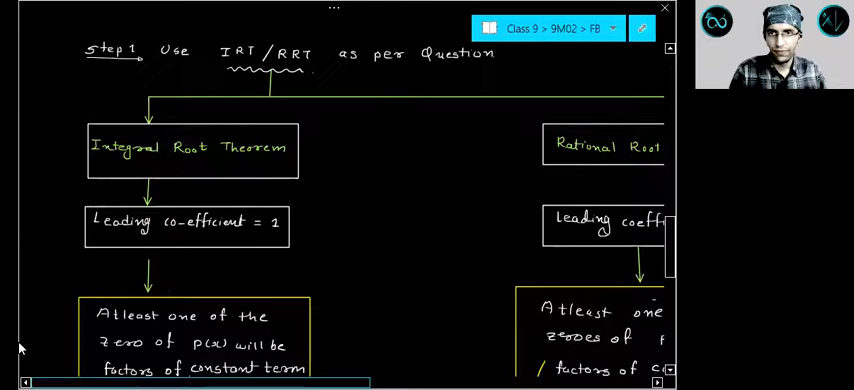 Class 9 > 9M02 > FB
Step 1 Use IRT / RRT as per Question
Integral Root Theorem
Leading co-efficient = 1
Atleast one of the
zero of p(x) will be
factors of constant term
Rational Root
Leading coeff
Atleast one
zeroes of
factors of